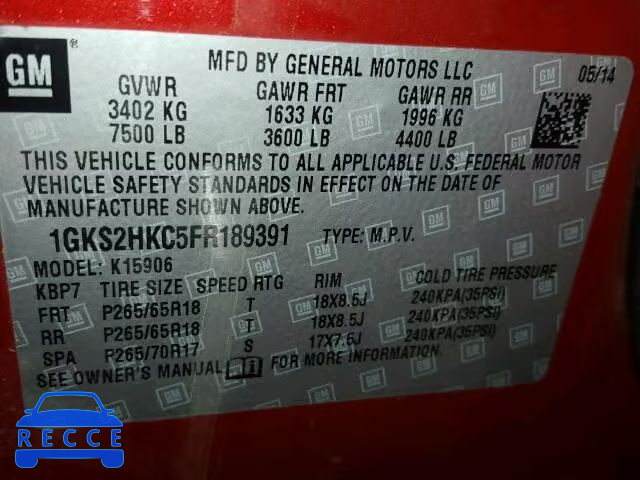 GM ®
MFD BY GENERAL MOTORS LLC
05/14
GVWR GAWR FRT GAWR RR
3402 KG 1633 KG 1996 KG
7500 LB 3600 LB 4400 LB
THIS VEHICLE CONFORMS TO ALL APPLICABLE U.S. FEDERAL MOTOR
VEHICLE SAFETY STANDARDS IN EFFECT ON THE DATE OF
MANUFACTURE SHOWN ABOVE.
1GKS2HKC5FR189391 TYPE: M.P.V.
MODEL: K15906
KBP7 TIRE SIZE SPEED RTG RIM COLD TIRE PRESSURE
FRT P265/65R18 T 18X8.5J 240KPA(35PSI)
RR P265/65R18 T 18X8.5J 240KPA(35PSI)
SPA P265/70R17 S 17X7.5J 240KPA(35PSI)
SEE OWNER'S MANUAL FOR MORE INFORMATION.
RECCE